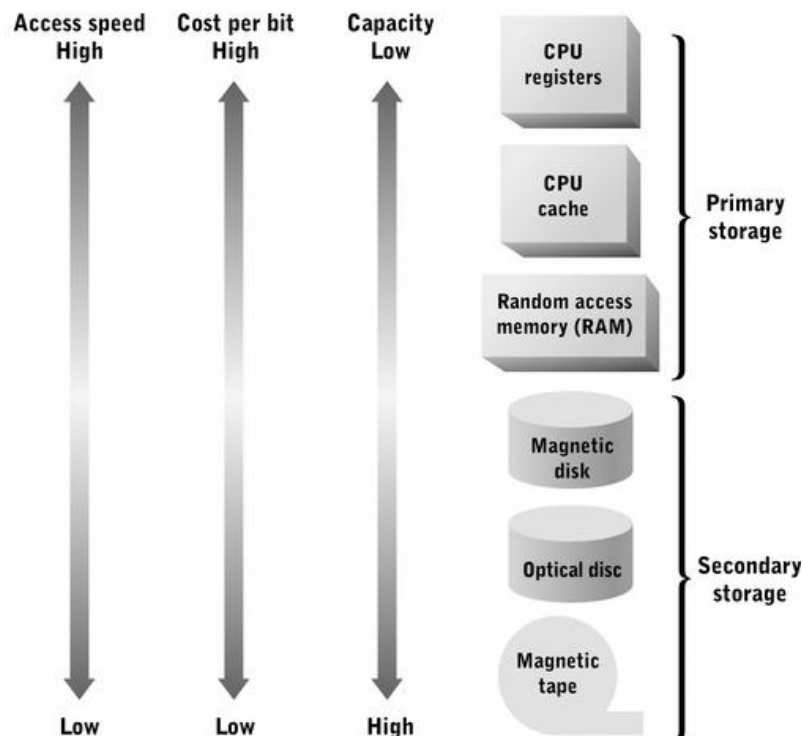 Access speed
High
Cost per bit
High
Capacity
Low
CPU
registers
CPU
cache
Random access
memory (RAM)
Primary
storage
Magnetic
disk
Optical disc
Magnetic
tape
Secondary
storage
Low
Low
High